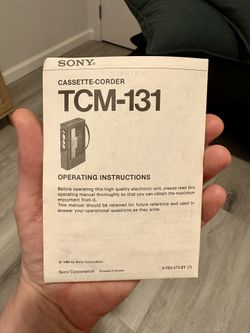 SONY
CASSETTE-CORDER
TCM-131
OPERATING INSTRUCTIONS
Before operating this high quality electronic unit, please read this
operating manual thoroughly so that you can obtain the maximum
enjoyment from it.
This manual should be retained for future reference and used to
answer your operational questions as they arise.
Sony Corporation